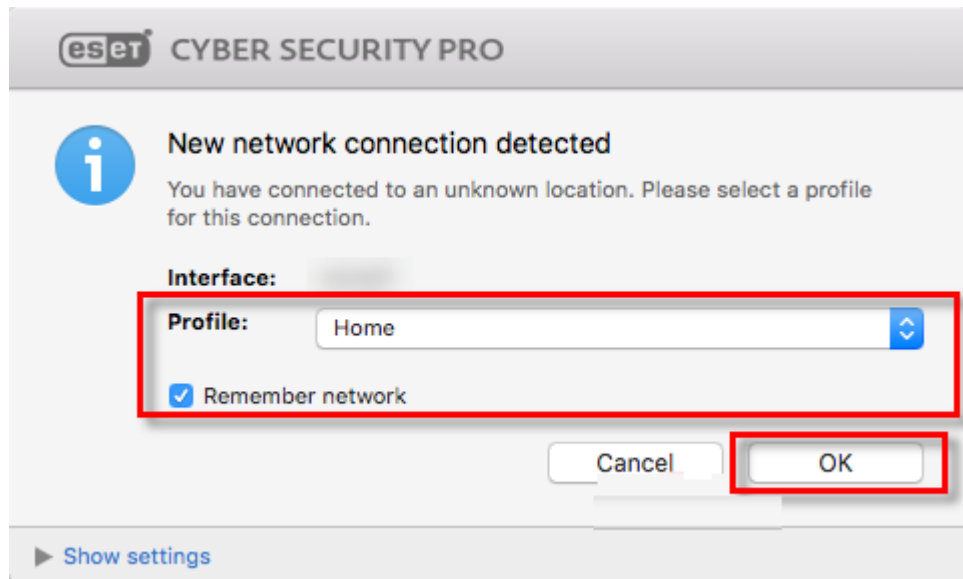 eseT CYBER SECURITY PRO
New network connection detected
You have connected to an unknown location. Please select a profile
for this connection.
Interface:
Profile: Home
Remember network
Cancel OK
Show settings